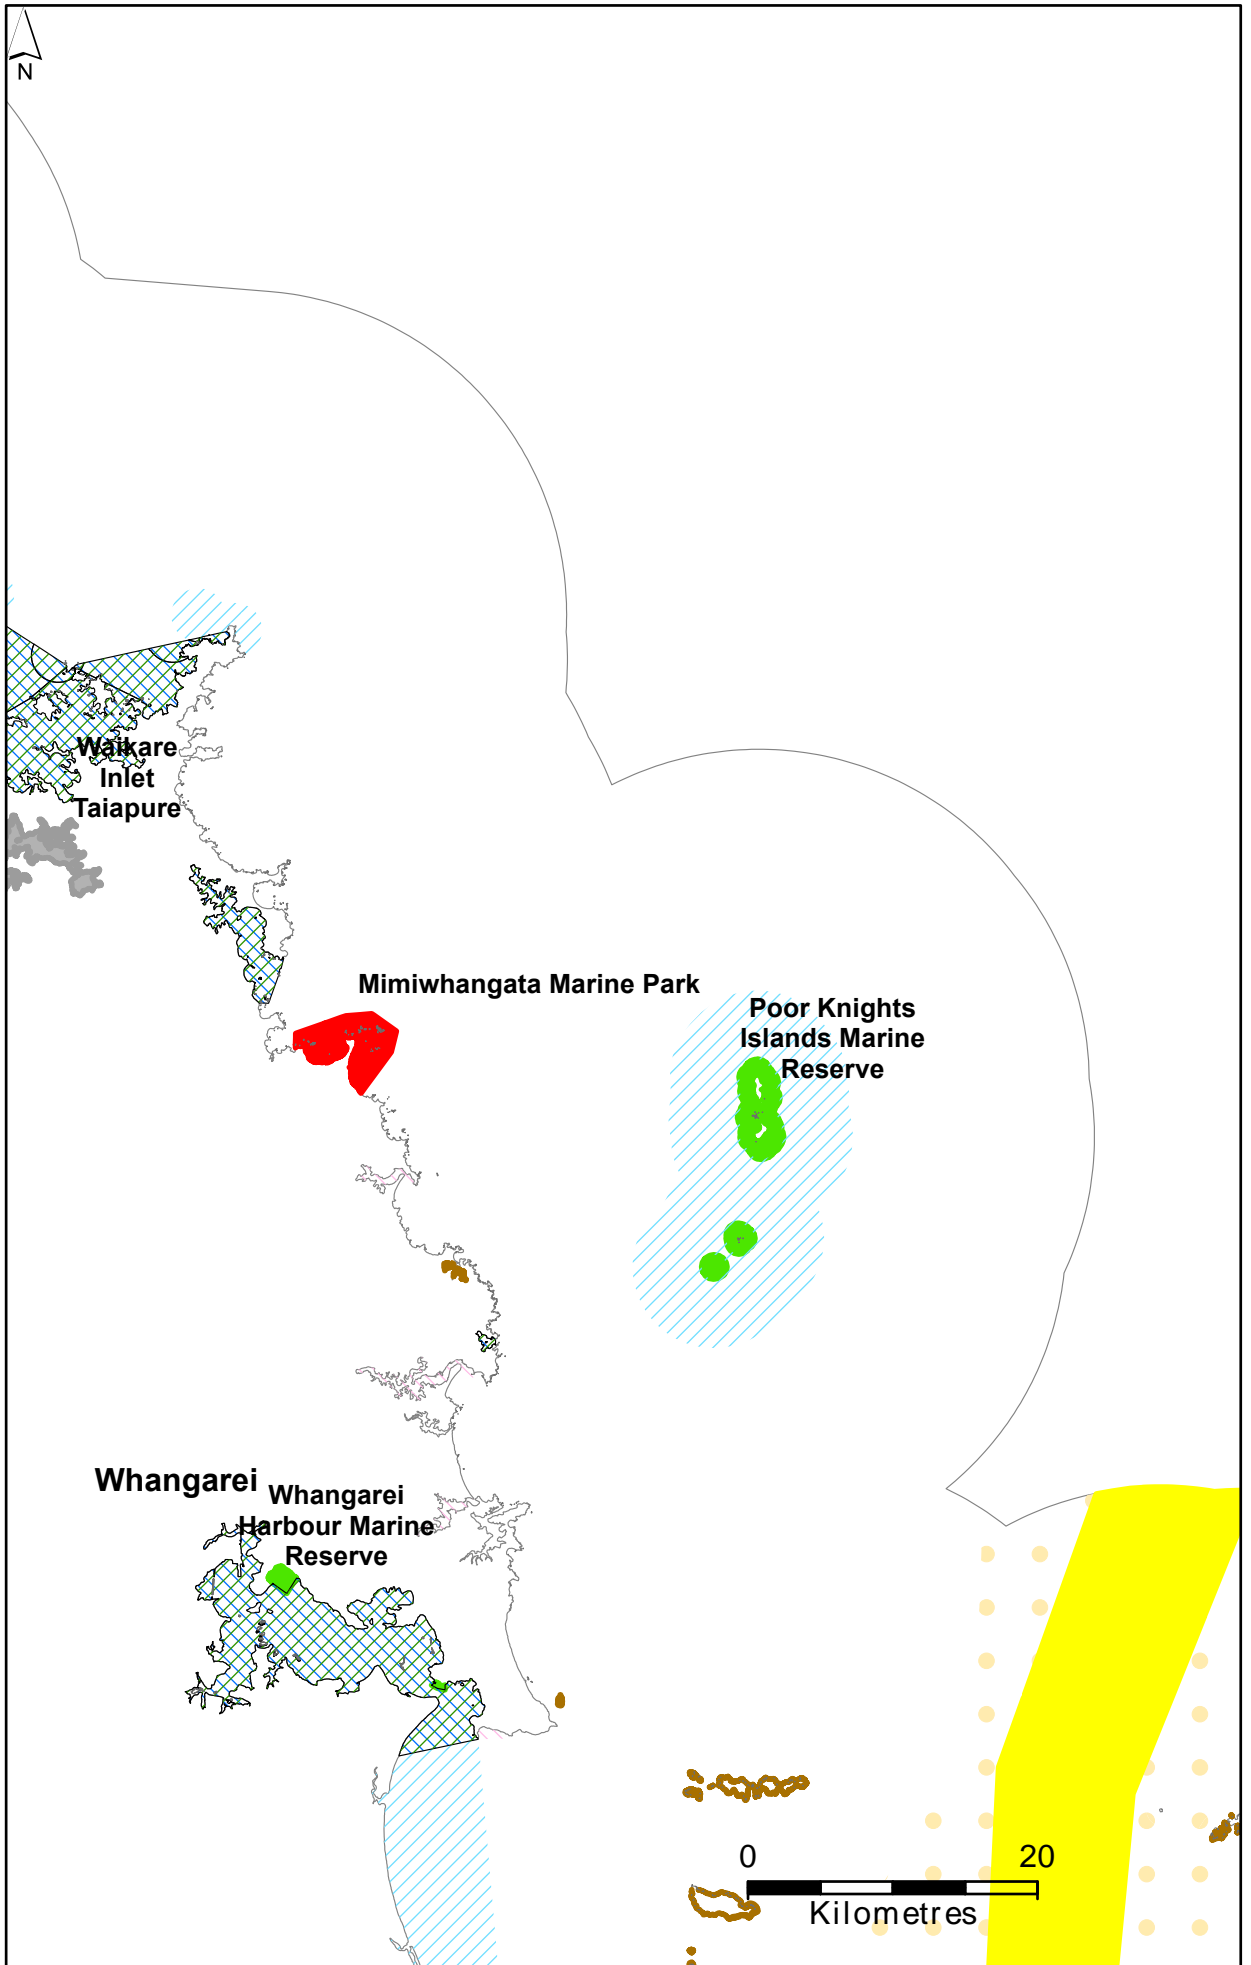 N
Waikare
Inlet
Taiapure
Mimiwhangata Marine Park
Poor Knights
Islands Marine
Reserve
Whangarei
Whangarei
Harbour Marine
Reserve
0 20
Kilometres